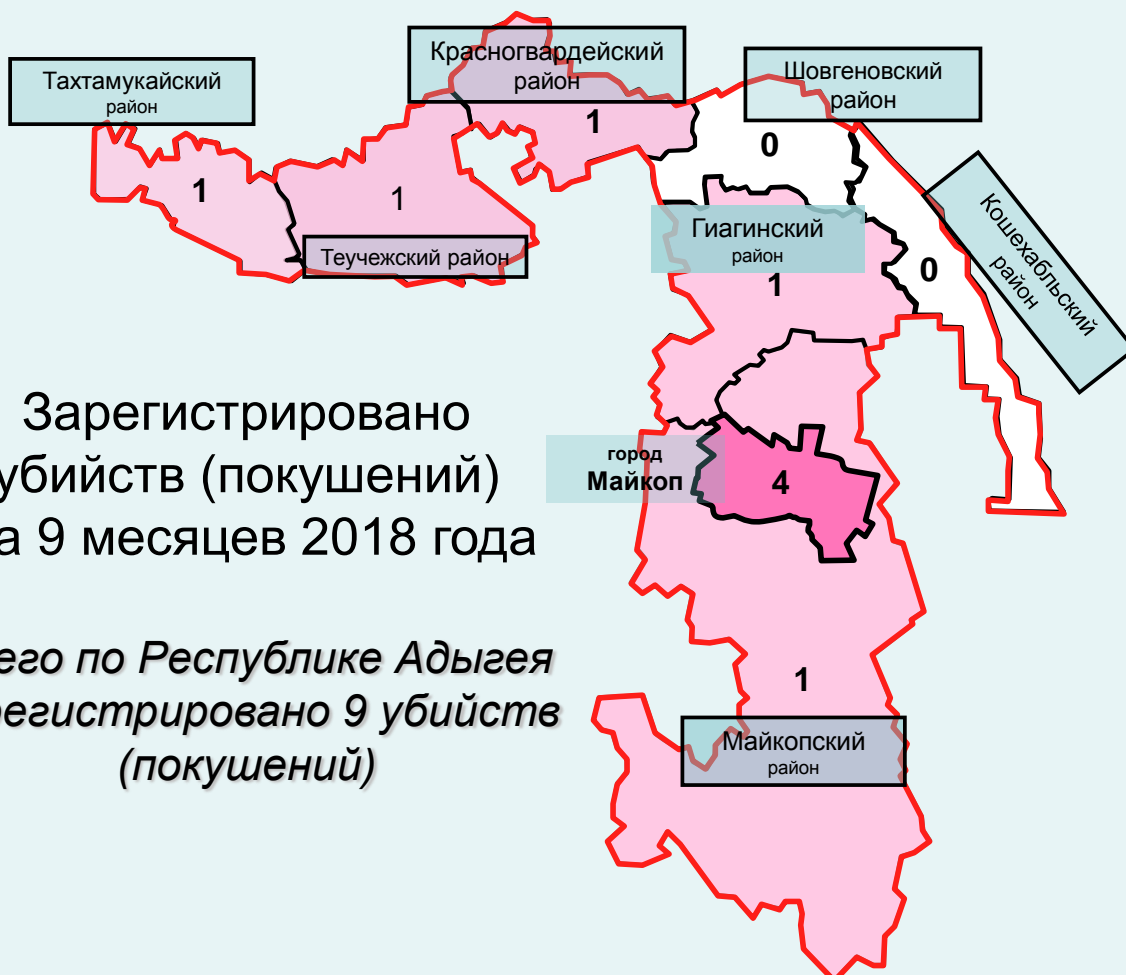 Красногвардейский
район
Шовгеновский
район
Тахтамукайский
район
1
0
1
1
Кошехабльский
район
Гиагинский
район
Теучежский район
0
1
Зарегистрировано
убийств (покушений)
а 9 месяцев 2018 года
город
Майкоп
4
его по Республике Адыгея
регистрировано 9 убийств
(покушений)
1
Майкопский
район